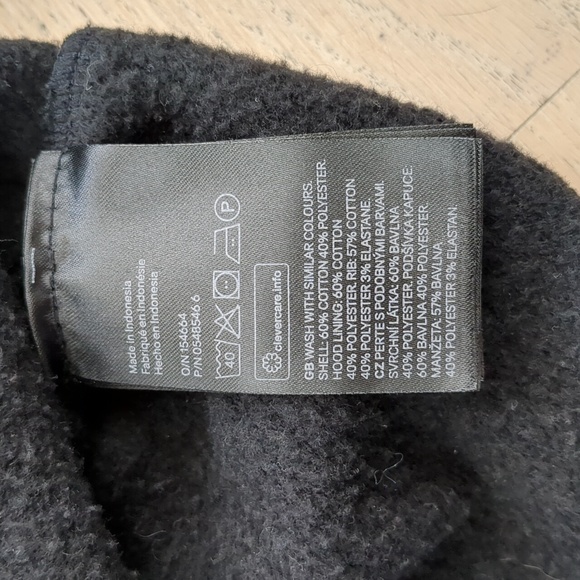 Made in Indonesia
Fabriqué en Indonésie
Hecho en Indonesia
O/N: 154664
P/N: 0548546 6
40
P
clevercare.info
GB WASH WITH SIMILAR COLOURS.
SHELL: 60% COTTON 40% POLYESTER.
HOOD LINING: 60% COTTON
40% POLYESTER. RIB: 57% COTTON
40% POLYESTER 3% ELASTANE.
CZ PERTE S PODOBNÝMI BARVAMI.
SVRCHNÍ LÁTKA: 60% BAVLNA
40% POLYESTER. PODŠÍVKA KAPUCE:
60% BAVLNA 40% POLYESTER.
MANŽETA: 57% BAVLNA
40% POLYESTER 3% ELASTAN.